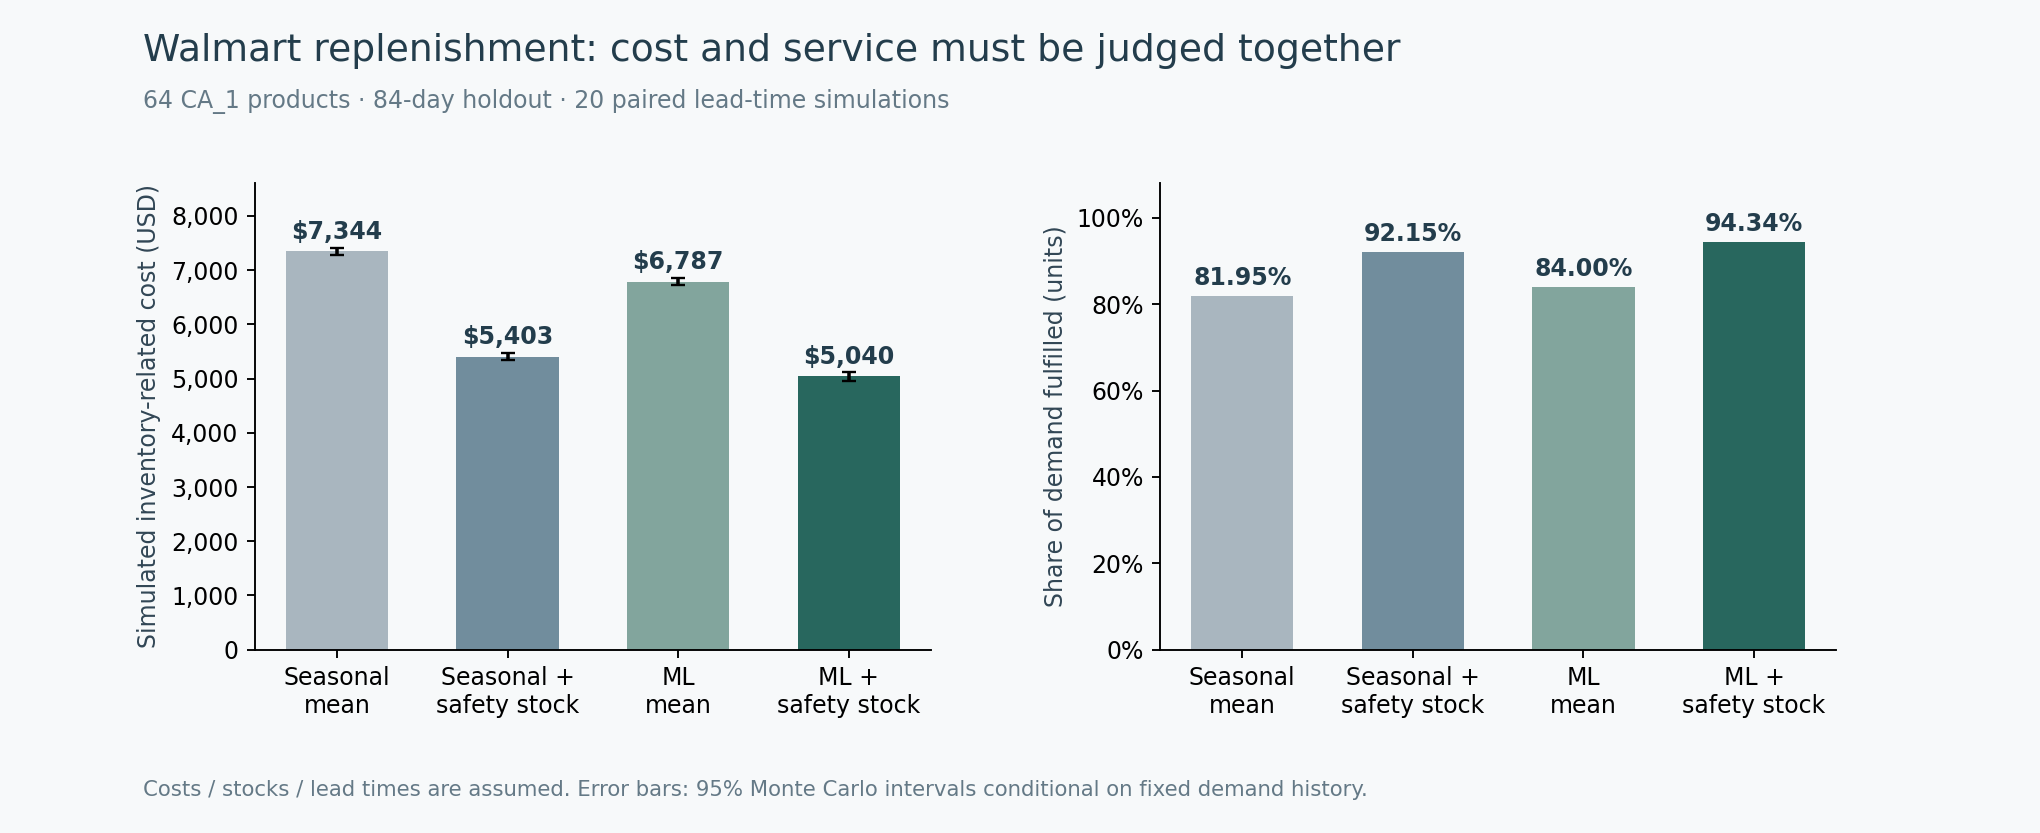 Walmart replenishment: cost and service must be judged together
64 CA_1 products · 84-day holdout · 20 paired lead-time simulations
Simulated inventory-related cost (USD)
8,000
7,000
6,000
5,000
4,000
3,000
2,000
1,000
0
$7,344
$5,403
$6,787
$5,040
Seasonal
mean
Seasonal +
safety stock
ML
mean
ML +
safety stock
Share of demand fulfilled (units)
100%
80%
60%
40%
20%
0%
81.95%
92.15%
84.00%
94.34%
Seasonal
mean
Seasonal +
safety stock
ML
mean
ML +
safety stock
Costs / stocks / lead times are assumed. Error bars: 95% Monte Carlo intervals conditional on fixed demand history.